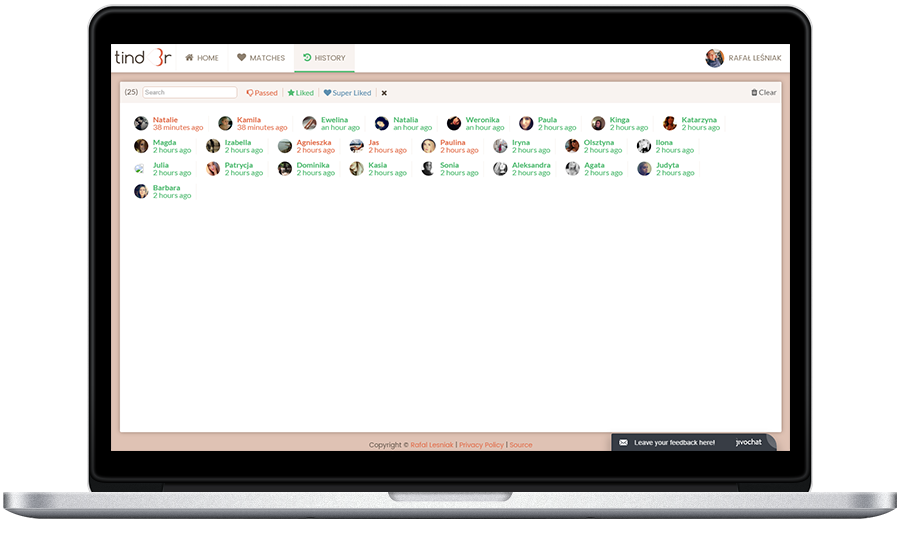 tind3r HOME MATCHES HISTORY RAFAŁ LEŚNIAK
(25) Search Passed Liked Super Liked Clear
Natalie Kamila Ewelina Natalia Weronika Paula Kinga Katarzyna
38 minutes ago 38 minutes ago an hour ago an hour ago an hour ago 2 hours ago 2 hours ago 2 hours ago
Magda Izabella Agnieszka Jas Paulina Iryna Olsztyna Ilona
2 hours ago 2 hours ago 2 hours ago 2 hours ago 2 hours ago 2 hours ago 2 hours ago 2 hours ago
Julia Patrycja Dominika Kasia Sonia Aleksandra Agata Judyta
2 hours ago 2 hours ago 2 hours ago 2 hours ago 2 hours ago 2 hours ago 2 hours ago 2 hours ago
Barbara
2 hours ago
Leave your feedback here! jivochat
Copyright © Rafal Lesniak | Privacy Policy | Source